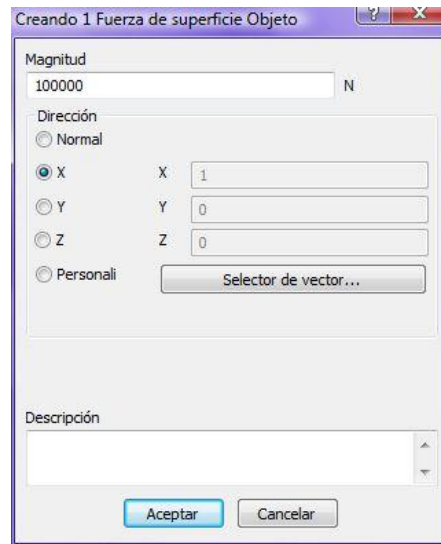 Creando 1 Fuerza de superficie Objeto
Magnitud
100000 N
Dirección
Normal
X X 1
Y Y 0
Z Z 0
Personali Selector de vector...
Descripción
Aceptar Cancelar